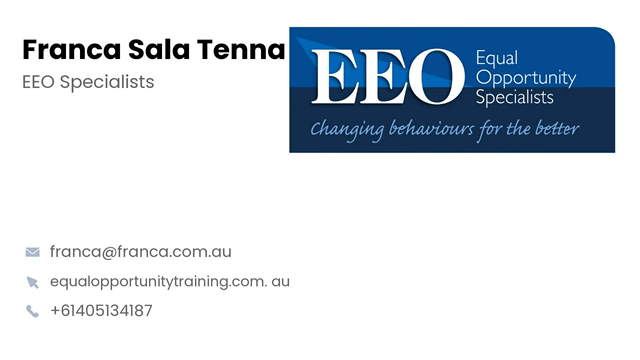 Franca Sala Tenna
EEO Specialists
EEO
Equal
Opportunity
Specialists
Changing behaviours for the better
franca@franca.com.au
equalopportunitytraining.com. au
+61405134187